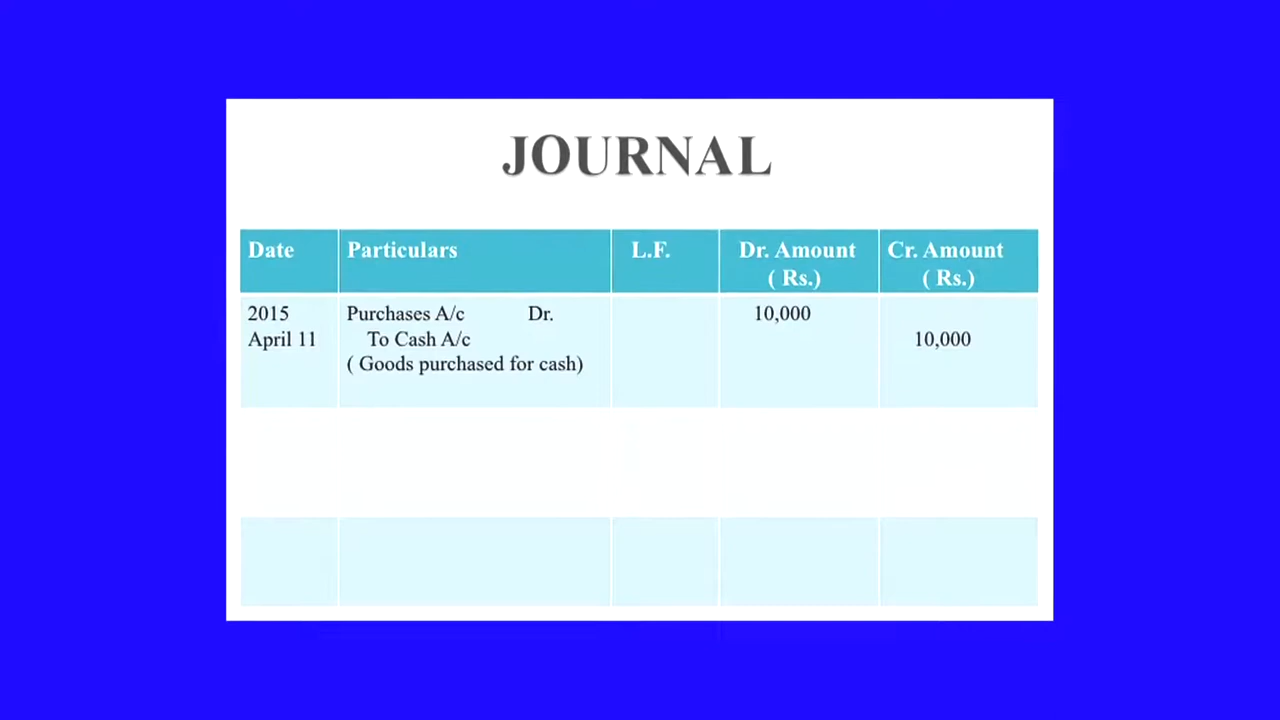 JOURNAL
Date Particulars L.F. Dr. Amount ( Rs.) Cr. Amount ( Rs.)
2015 Purchases A/c Dr. 10,000
April 11 To Cash A/c 10,000
( Goods purchased for cash)